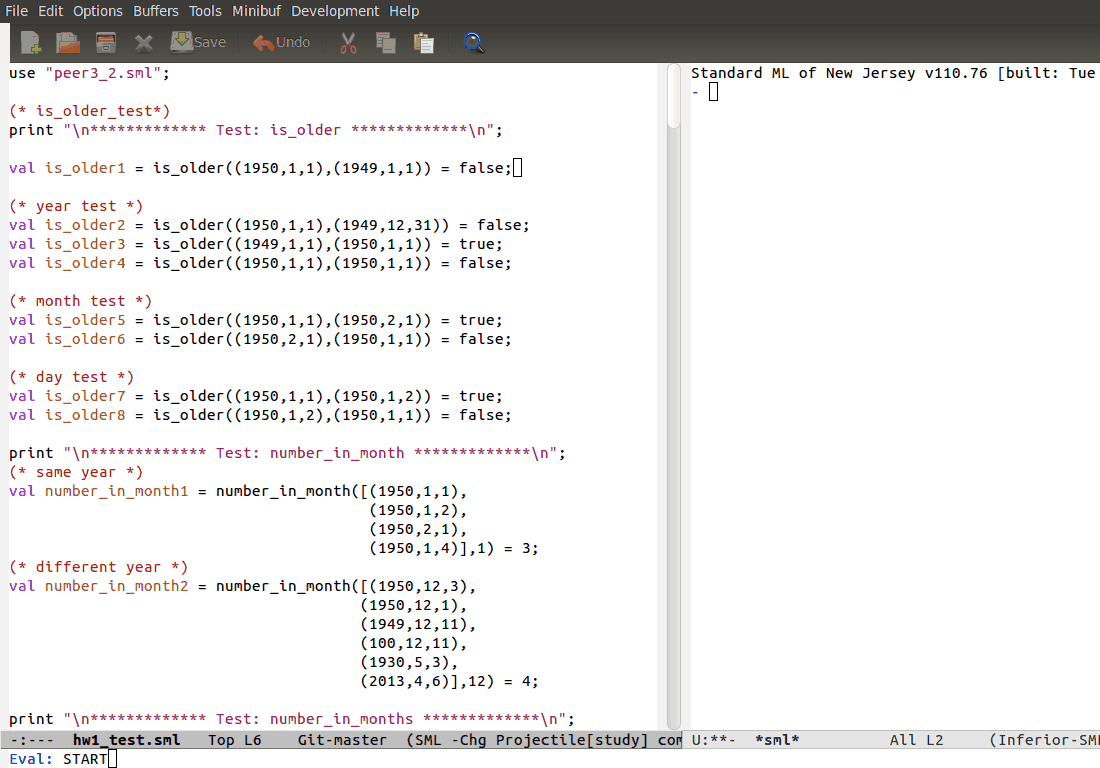 File Edit Options Buffers Tools Minibuf Development Help
Save Undo
use "peer3_2.sml";
(* is_older_test*)
print "\n************* Test: is_older *************\n";
val is_older1 = is_older((1950,1,1),(1949,1,1)) = false;
(* year test *)
val is_older2 = is_older((1950,1,1),(1949,12,31)) = false;
val is_older3 = is_older((1949,1,1),(1950,1,1)) = true;
val is_older4 = is_older((1950,1,1),(1950,1,1)) = false;
(* month test *)
val is_older5 = is_older((1950,1,1),(1950,2,1)) = true;
val is_older6 = is_older((1950,2,1),(1950,1,1)) = false;
(* day test *)
val is_older7 = is_older((1950,1,1),(1950,1,2)) = true;
val is_older8 = is_older((1950,1,2),(1950,1,1)) = false;
print "\n************* Test: number_in_month *************\n";
(* same year *)
val number_in_month1 = number_in_month([(1950,1,1),
(1950,1,2),
(1950,2,1),
(1950,1,4)],1) = 3;
(* different year *)
val number_in_month2 = number_in_month([(1950,12,3),
(1950,12,1),
(1949,12,11),
(100,12,11),
(1930,5,3),
(2013,4,6)],12) = 4;
print "\n************* Test: number_in_months *************\n";
-:--- hw1_test.sml Top L6 Git-master (SML -Chg Projectile[study] com
Standard ML of New Jersey v110.76 [built: Tue
-
U:**- *sml* All L2 (Inferior-SML
Eval: START